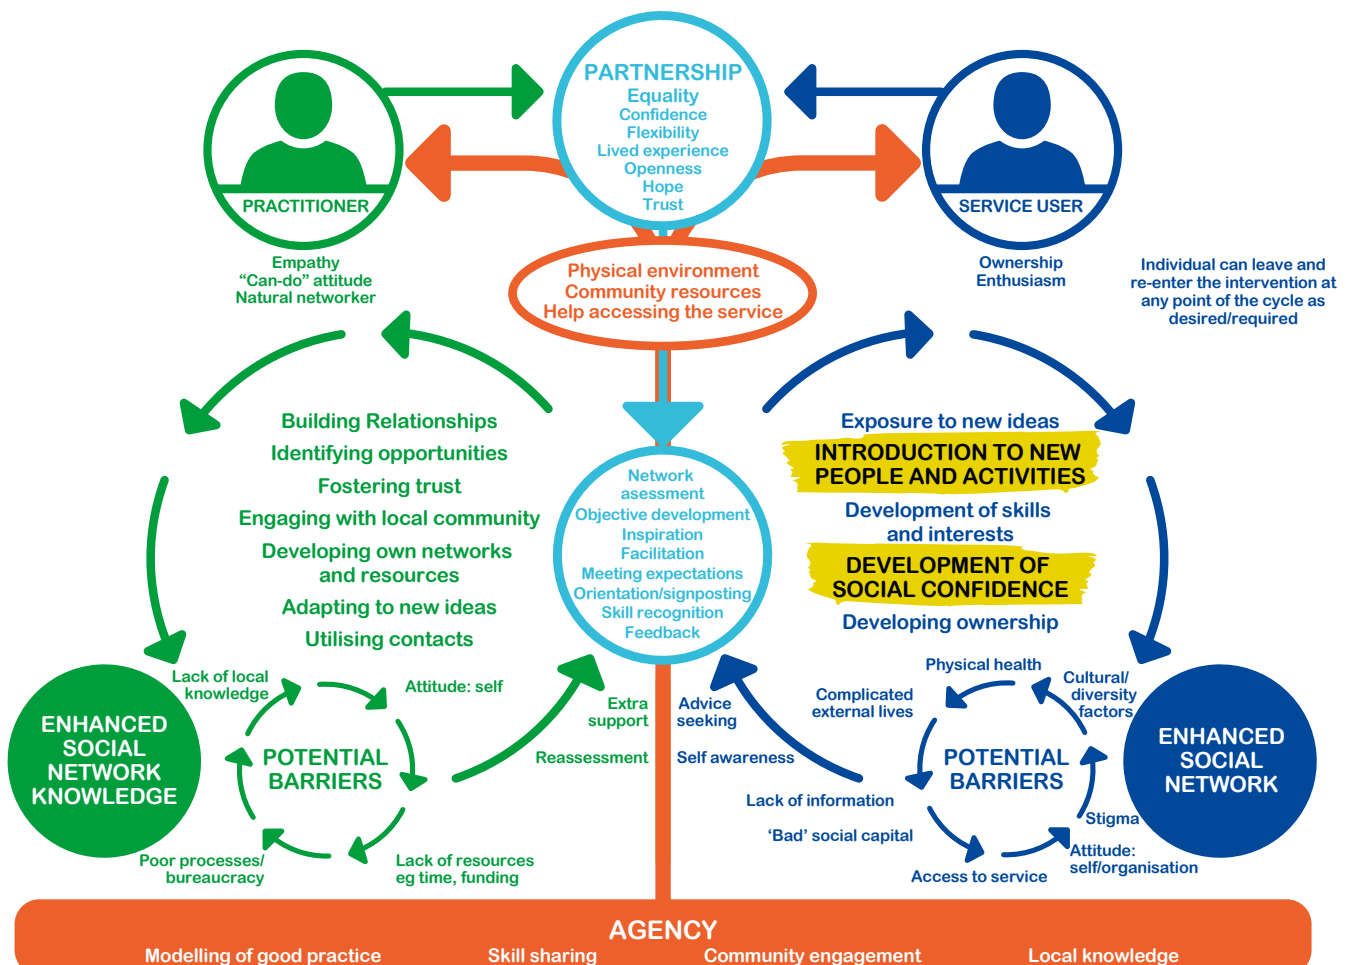 PARTNERSHIP
Equality
Confidence
Flexibility
Lived experience
Openness
Hope
Trust
PRACTITIONER
Empathy
“Can-do” attitude
Natural networker
SERVICE USER
Ownership
Enthusiasm
Individual can leave and
re-enter the intervention at
any point of the cycle as
desired/required
Physical environment
Community resources
Help accessing the service
Building Relationships
Identifying opportunities
Fostering trust
Engaging with local community
Developing own networks
and resources
Adapting to new ideas
Utilising contacts
Network
asessment
Objective development
Inspiration
Facilitation
Meeting expectations
Orientation/signposting
Skill recognition
Feedback
Exposure to new ideas
INTRODUCTION TO NEW
PEOPLE AND ACTIVITIES
Development of skills
and interests
DEVELOPMENT OF
SOCIAL CONFIDENCE
Developing ownership
ENHANCED
SOCIAL
NETWORK
KNOWLEDGE
Lack of local
knowledge
Attitude: self
POTENTIAL
BARRIERS
Poor processes/
bureaucracy
Lack of resources
eg time, funding
Extra
support
Reassessment
Advice
seeking
Self awareness
Physical health
Complicated
external lives
Cultural/
diversity
factors
POTENTIAL
BARRIERS
Lack of information
‘Bad’ social capital
Access to service
Stigma
Attitude:
self/organisation
ENHANCED
SOCIAL
NETWORK
AGENCY
Modelling of good practice
Skill sharing
Community engagement
Local knowledge